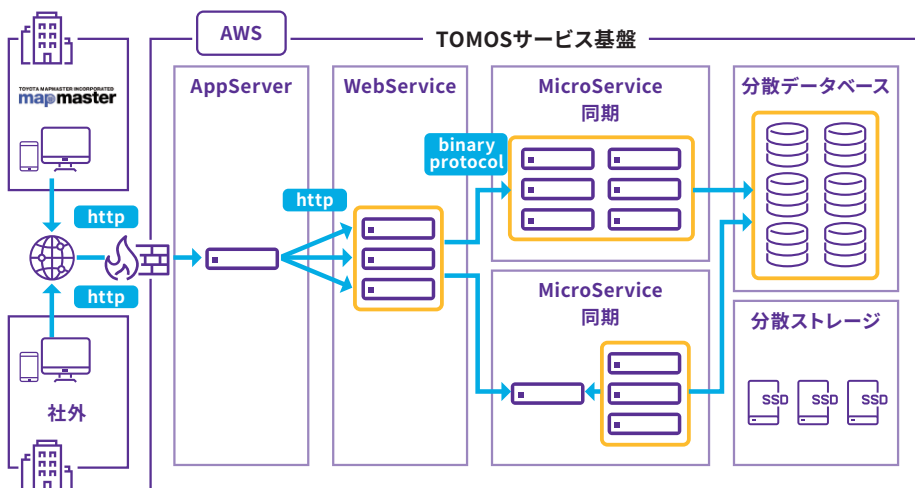 AWS
TOMOSサービス基盤
TOYOTA MAPMASTER INCORPORATED
mapmaster
http
http
社外
AppServer
http
WebService
binary
protocol
MicroService
同期
MicroService
同期
分散データベース
分散ストレージ
SSD
SSD
SSD